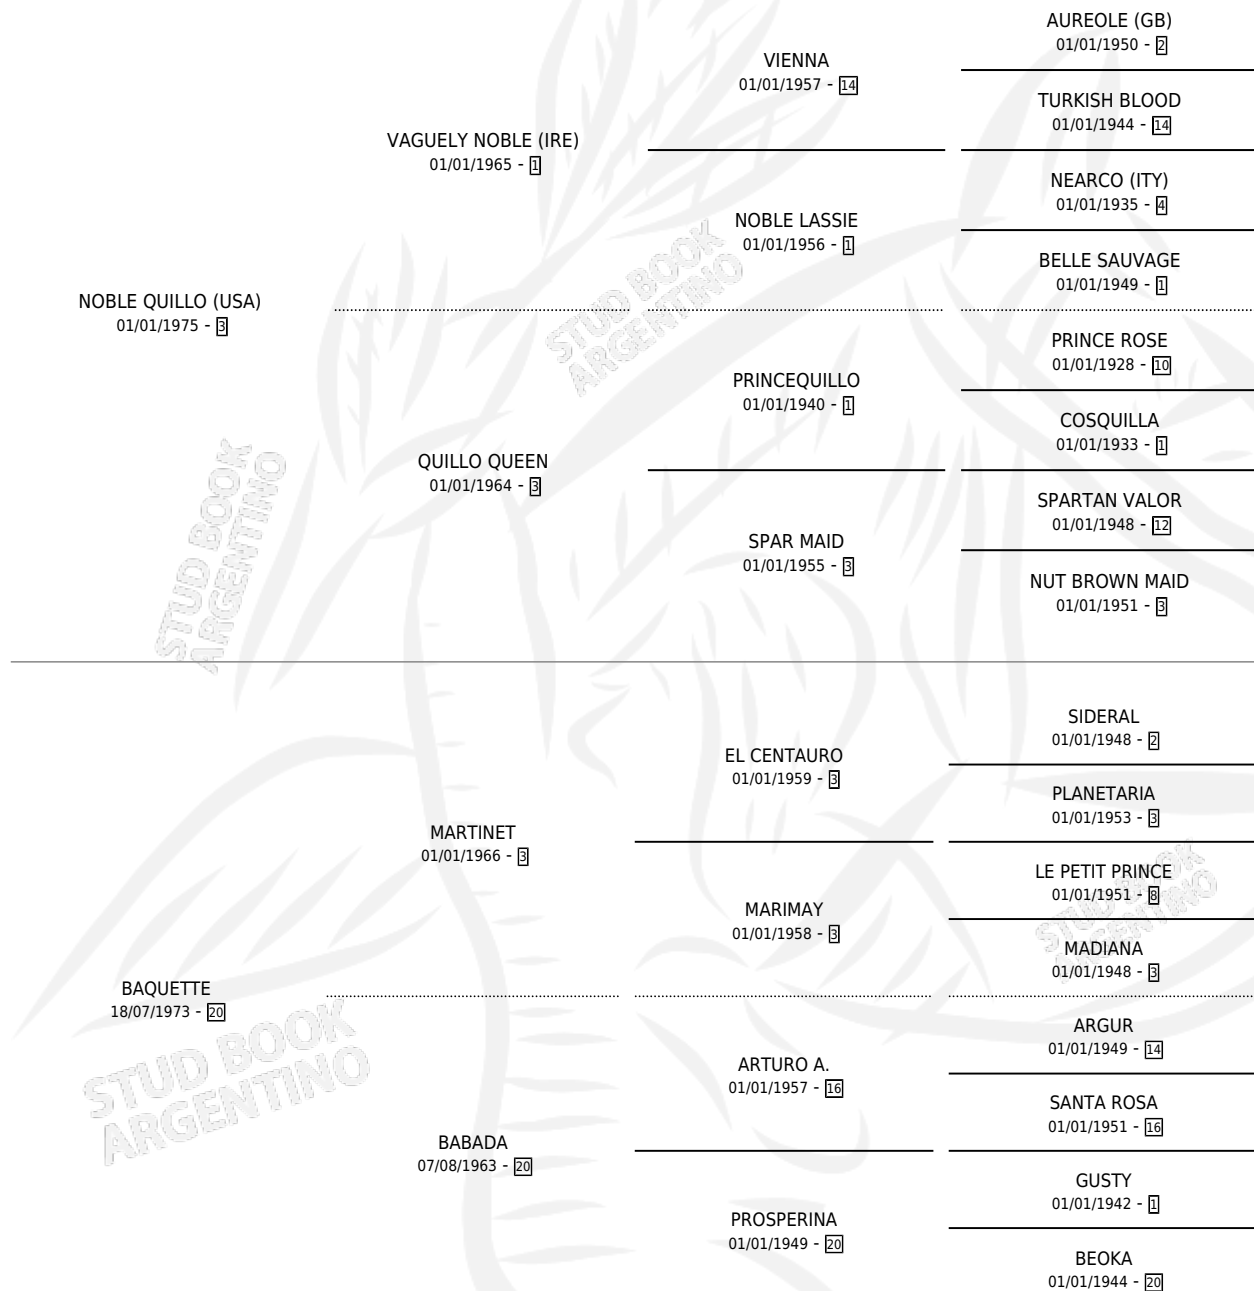 AUREOLE (GB)
01/01/1950 - 2
VIENNA
01/01/1957 - 14
TURKISH BLOOD
01/01/1944 - 14
VAGUELY NOBLE (IRE)
01/01/1965 - 1
NEARCO (ITY)
01/01/1935 - 4
NOBLE LASSIE
01/01/1956 - 1
BELLE SAUVAGE
01/01/1949 - 1
NOBLE QUILLO (USA)
01/01/1975 - 3
PRINCE ROSE
01/01/1928 - 10
PRINCEQUILLO
01/01/1940 - 1
COSQUILLA
01/01/1933 - 1
QUILLO QUEEN
01/01/1964 - 3
SPARTAN VALOR
01/01/1948 - 12
SPAR MAID
01/01/1955 - 3
NUT BROWN MAID
01/01/1951 - 3
SIDERAL
01/01/1948 - 2
EL CENTAURO
01/01/1959 - 3
PLANETARIA
01/01/1953 - 3
MARTINET
01/01/1966 - 3
LE PETIT PRINCE
01/01/1951 - 8
MARIMAY
01/01/1958 - 3
MADIANA
01/01/1948 - 3
BAQUETTE
18/07/1973 - 20
ARGUR
01/01/1949 - 14
ARTURO A.
01/01/1957 - 16
SANTA ROSA
01/01/1951 - 16
BABADA
07/08/1963 - 20
GUSTY
01/01/1942 - 1
PROSPERINA
01/01/1949 - 20
BEOKA
01/01/1944 - 20
STUD BOOK
ARGENTINO
STUD BOOK
ARGENTINO
STUD BOOK
ARGENTINO
STUD BOOK
ARGENTINO